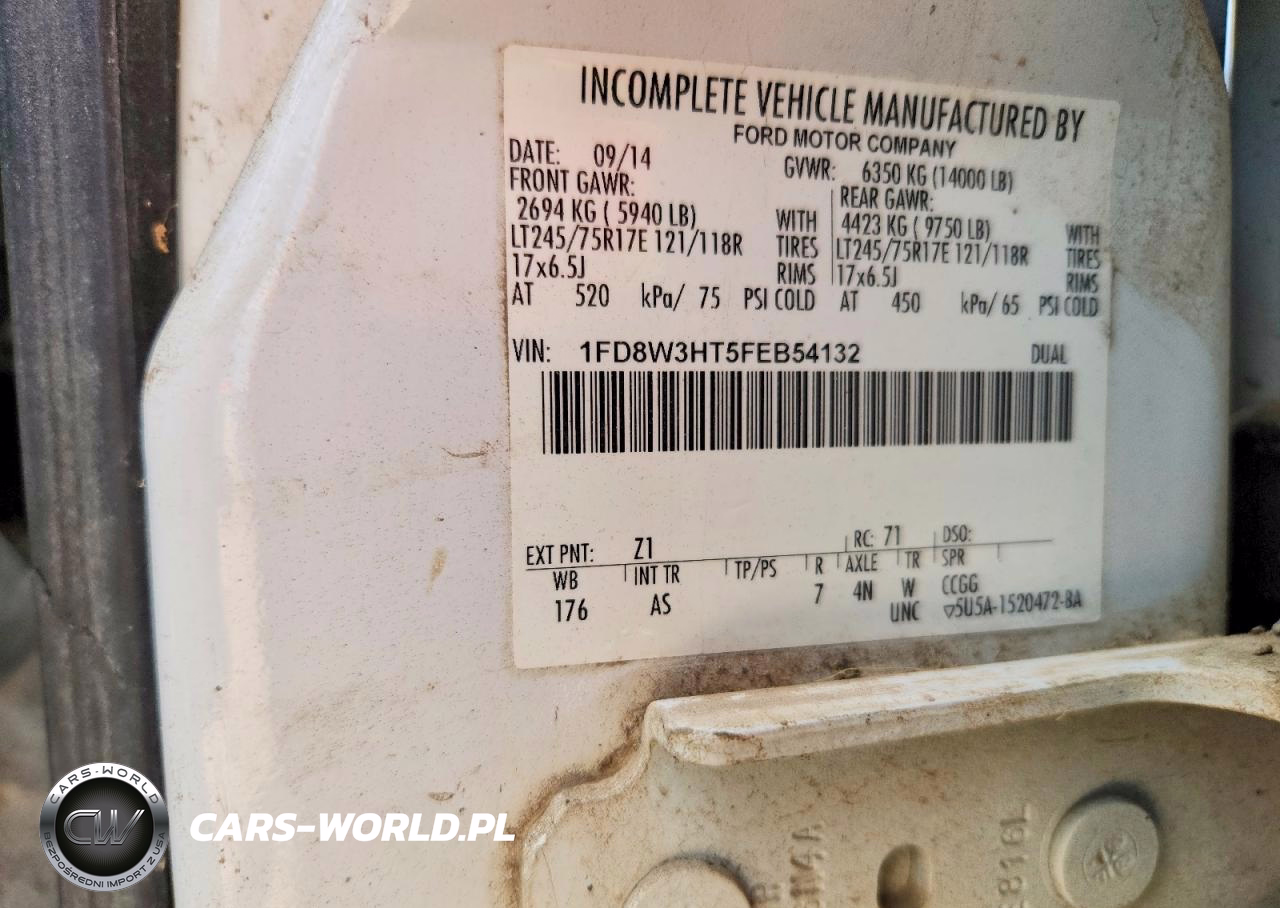 INCOMPLETE VEHICLE MANUFACTURED BY
FORD MOTOR COMPANY
DATE: 09/14 GVWR: 6350 KG (14000 LB)
FRONT GAWR: REAR GAWR:
2694 KG ( 5940 LB) WITH 4423 KG ( 9750 LB) WITH
LT245/75R17E 121/118R TIRES LT245/75R17E 121/118R TIRES
17x6.5J RIMS 17x6.5J RIMS
AT 520 kPa/ 75 PSI COLD AT 450 kPa/ 65 PSI COLD
VIN: 1FD8W3HT5FEB54132 DUAL
EXT PNT: Z1 RC: 71 DSO:
WB INT TR TP/PS R AXLE TR SPR
176 AS 7 4N W CCGG
UNC ▽5U5A-1520472-BA
CARS-WORLD
CW
BEZPOŚREDNI IMPORT Z USA
CARS-WORLD.PL